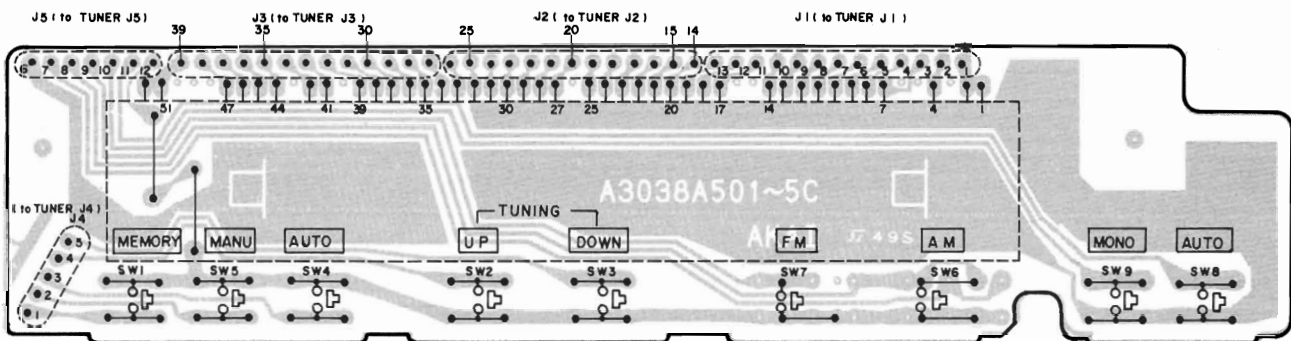 J5 ( to TUNER J5 ) J3 (to TUNER J3 ) J2 ( to TUNER J2 ) J1 ( to TUNER J1 )
39 35 30 25 20 15 14
6 7 8 9 10 11 12 13 12 11 10 9 8 7 6 5 4 3 2 1
51 47 44 41 39 35 30 27 25 20 17 14 7 4 1
A3038A501~5C
( to TUNER J4 )
J4
TUNING
MEMORY MANU AUTO UP DOWN FM AM MONO AUTO
5 4 3 2 1
SW1 SW5 SW4 SW2 SW3 SW7 SW6 SW9 SW8